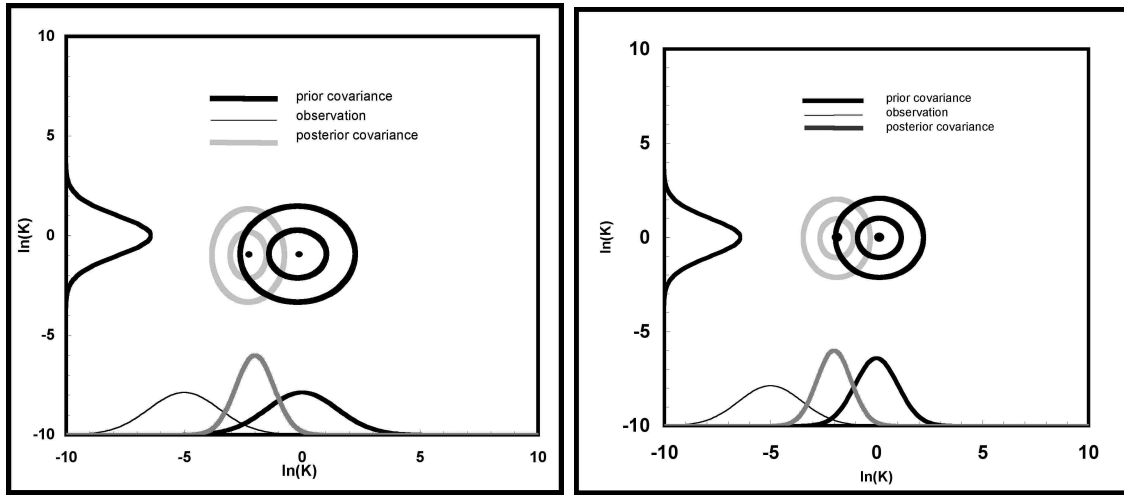 10
prior covariance
observation
posterior covariance
5
ln(K)
0
-5
-10
-10 -5 0 5 10
ln(K)
10
prior covariance
observation
posterior covariance
5
ln(K)
0
-5
-10
-10 -5 0 5 10
ln(K)